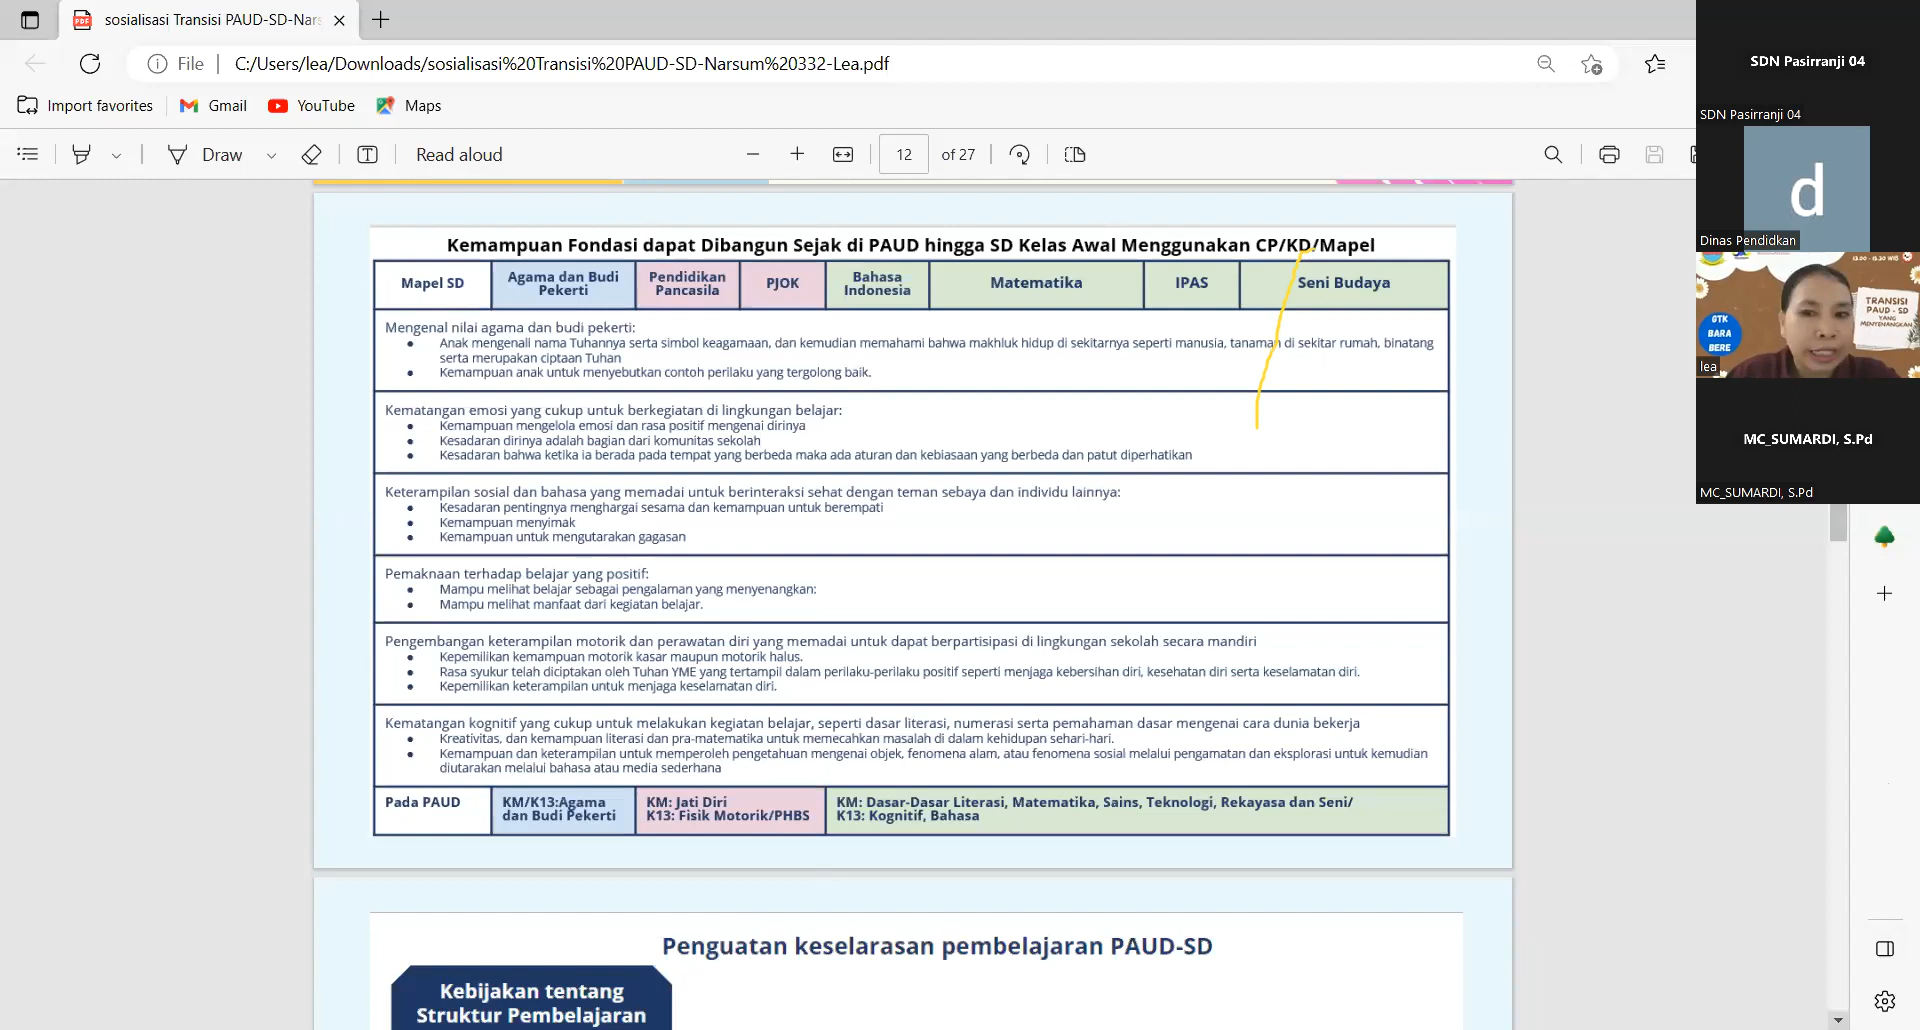 sosialisasi Transisi PAUD-SD-Nars
File
C:/Users/lea/Downloads/sosialisasi%20Transisi%20PAUD-SD-Narsum%20332-Lea.pdf
Import favorites
Gmail
YouTube
Maps
Draw
Read aloud
12
of 27
Kemampuan Fondasi dapat Dibangun Sejak di PAUD hingga SD Kelas Awal Menggunakan CP/KD/Mapel
Mapel SD
Agama dan Budi
Pekerti
Pendidikan
Pancasila
PJOK
Bahasa
Indonesia
Matematika
IPAS
Seni Budaya
Mengenal nilai agama dan budi pekerti:
● Anak mengenali nama Tuhannya serta simbol keagamaan, dan kemudian memahami bahwa makhluk hidup di sekitarnya seperti manusia, tanaman di sekitar rumah, binatang
serta merupakan ciptaan Tuhan
● Kemampuan anak untuk menyebutkan contoh perilaku yang tergolong baik.
Kematangan emosi yang cukup untuk berkegiatan di lingkungan belajar:
● Kemampuan mengelola emosi dan rasa positif mengenai dirinya
● Kesadaran dirinya adalah bagian dari komunitas sekolah
● Kesadaran bahwa ketika ia berada pada tempat yang berbeda maka ada aturan dan kebiasaan yang berbeda dan patut diperhatikan
Keterampilan sosial dan bahasa yang memadai untuk berinteraksi sehat dengan teman sebaya dan individu lainnya:
● Kesadaran pentingnya menghargai sesama dan kemampuan untuk berempati
● Kemampuan menyimak
● Kemampuan untuk mengutarakan gagasan
Pemaknaan terhadap belajar yang positif:
● Mampu melihat belajar sebagai pengalaman yang menyenangkan:
● Mampu melihat manfaat dari kegiatan belajar.
Pengembangan keterampilan motorik dan perawatan diri yang memadai untuk dapat berpartisipasi di lingkungan sekolah secara mandiri
● Kepemilikan kemampuan motorik kasar maupun motorik halus.
● Rasa syukur telah diciptakan oleh Tuhan YME yang tertampil dalam perilaku-perilaku positif seperti menjaga kebersihan diri, kesehatan diri serta keselamatan diri.
● Kepemilikan keterampilan untuk menjaga keselamatan diri.
Kematangan kognitif yang cukup untuk melakukan kegiatan belajar, seperti dasar literasi, numerasi serta pemahaman dasar mengenai cara dunia bekerja
● Kreativitas, dan kemampuan literasi dan pra-matematika untuk memecahkan masalah di dalam kehidupan sehari-hari.
● Kemampuan dan keterampilan untuk memperoleh pengetahuan mengenai objek, fenomena alam, atau fenomena sosial melalui pengamatan dan eksplorasi untuk kemudian
diutarakan melalui bahasa atau media sederhana
Pada PAUD
KM/K13:Agama
dan Budi Pekerti
KM: Jati Diri
K13: Fisik Motorik/PHBS
KM: Dasar-Dasar Literasi, Matematika, Sains, Teknologi, Rekayasa dan Seni/
K13: Kognitif, Bahasa
Penguatan keselarasan pembelajaran PAUD-SD
Kebijakan tentang
Struktur Pembelajaran
SDN Pasirranji 04
SDN Pasirranji 04
d
Dinas Pendidkan
13.00 - 15.30 WIB
TRANSISI
PAUD - SD
YANG
MENYENANGKAN
GTK
BARA
BERE
lea
MC_SUMARDI, S.Pd
MC_SUMARDI, S.Pd